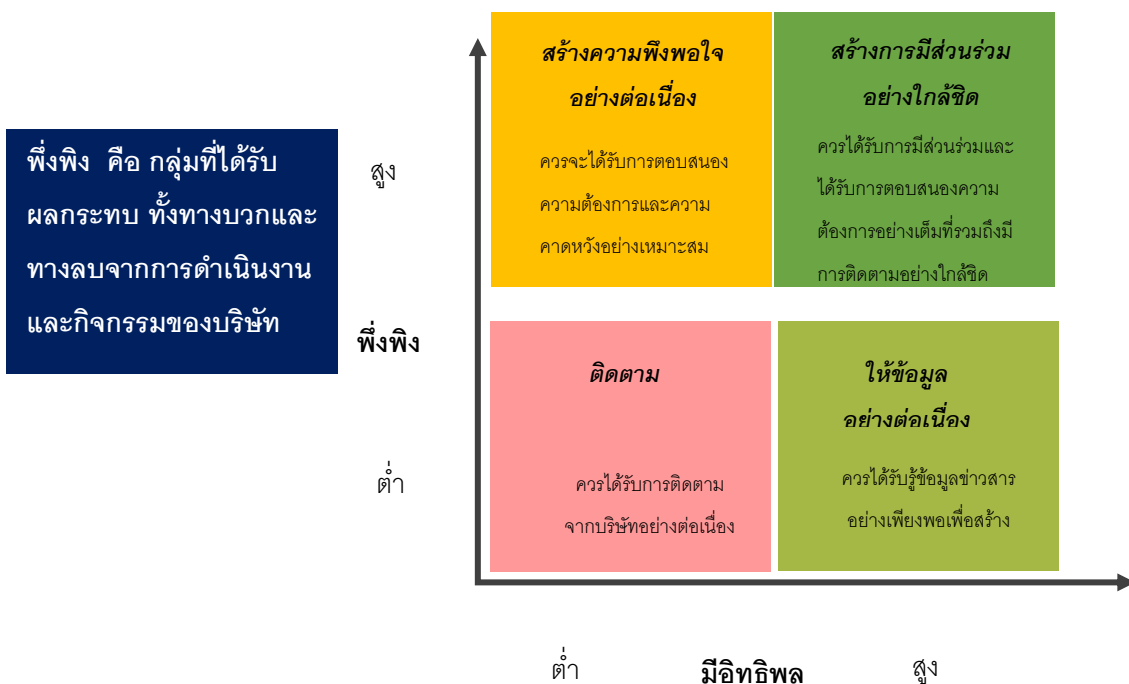 พึ่งพิง คือ กลุ่มที่ได้รับ
ผลกระทบ ทั้งทางบวกและ
ทางลบจากการดำเนินงาน
และกิจกรรมของบริษัท
สูง
พึ่งพิง
ต่ำ
สร้างความพึงพอใจ
อย่างต่อเนื่อง
ควรจะได้รับการตอบสนอง
ความต้องการและความ
คาดหวังอย่างเหมาะสม
สร้างการมีส่วนร่วม
อย่างใกล้ชิด
ควรได้รับการมีส่วนร่วมและ
ได้รับการตอบสนองความ
ต้องการอย่างเต็มที่รวมถึงมี
การติดตามอย่างใกล้ชิด
ติดตาม
ควรได้รับการติดตาม
จากบริษัทอย่างต่อเนื่อง
ให้ข้อมูล
อย่างต่อเนื่อง
ควรได้รับรู้ข้อมูลข่าวสาร
อย่างเพียงพอเพื่อสร้าง
ต่ำ
มีอิทธิพล
สูง